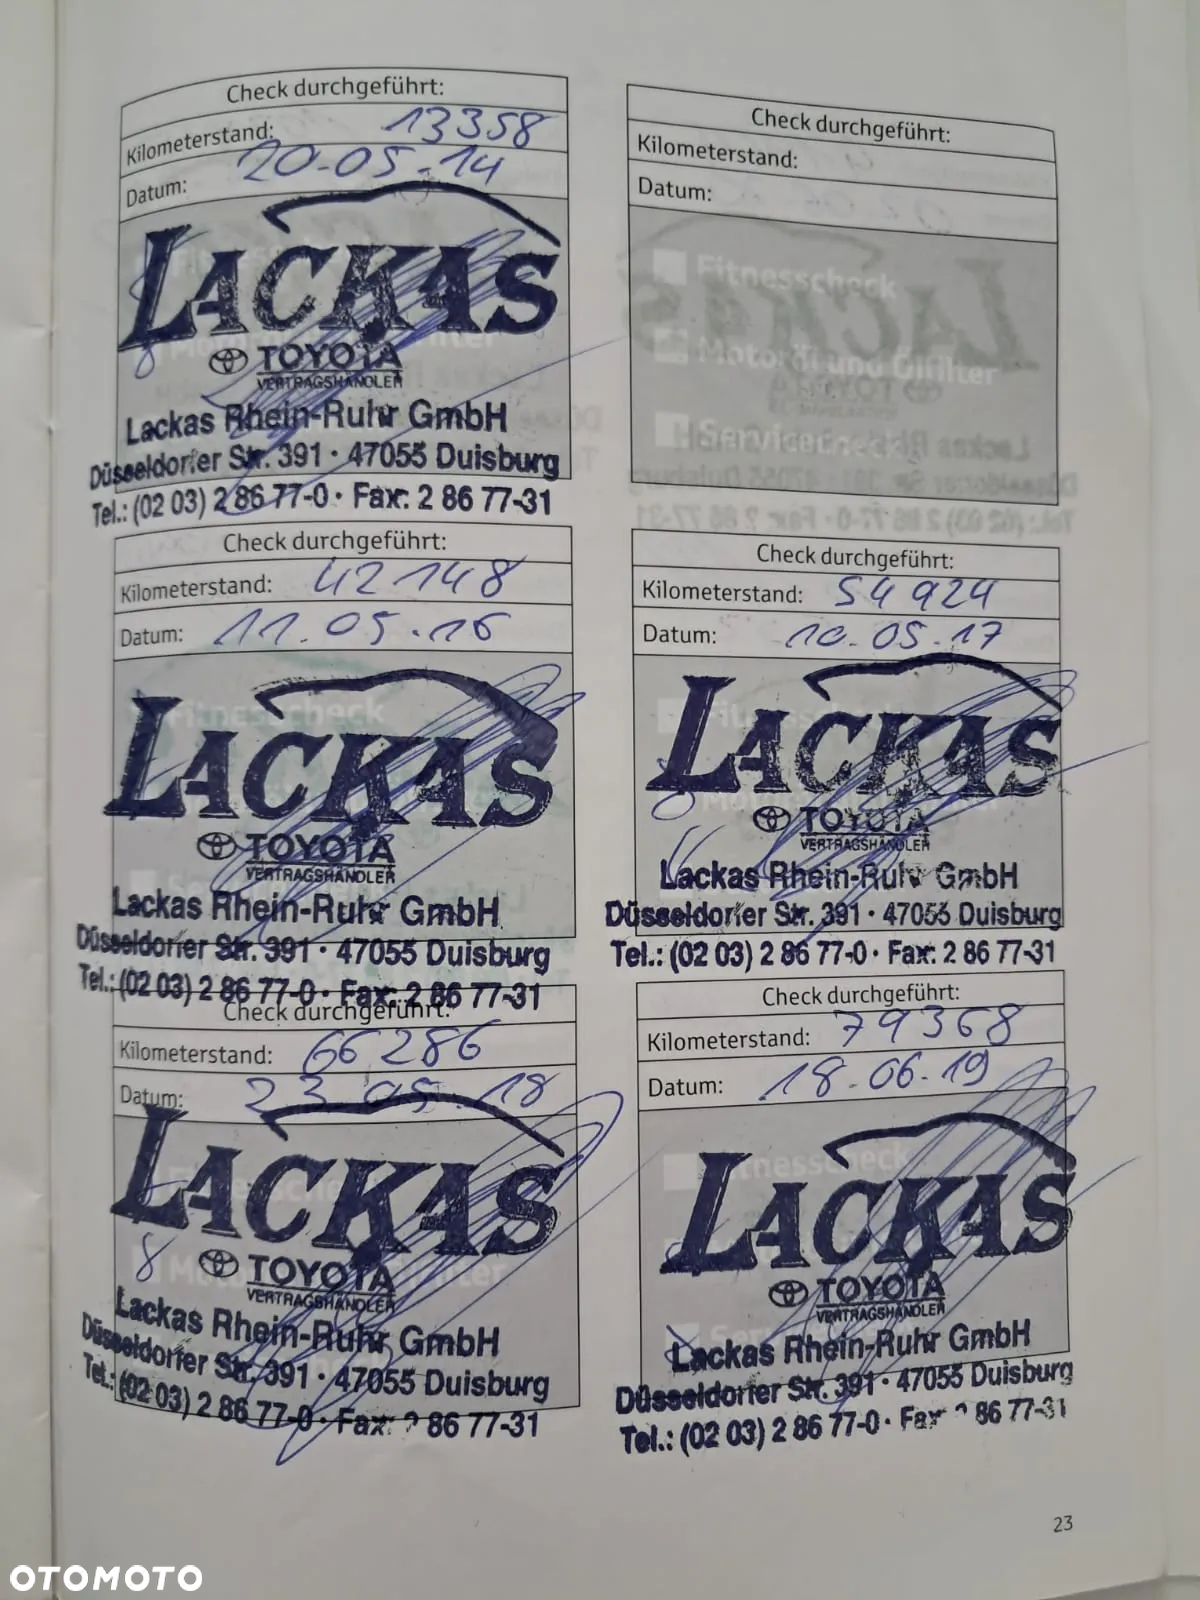 Check durchgeführt:
Kilometerstand: 13358
Datum: 20.05.14
LACKAS
TOYOTA
VERTRAGSHÄNDLER
Lackas Rhein-Ruhr GmbH
Düsseldorfer Str. 391 · 47055 Duisburg
Tel.: (02 03) 2 86 77-0 · Fax: 2 86 77-31
Check durchgeführt:
Kilometerstand:
Datum:
Fitnesscheck
Motoröl und Ölfilter
Servicecheck
Check durchgeführt:
Kilometerstand: 42148
Datum: 11.05.16
Fitnesscheck
LACKAS
TOYOTA
VERTRAGSHÄNDLER
Lackas Rhein-Ruhr GmbH
Düsseldorfer Str. 391 · 47055 Duisburg
Tel.: (02 03) 2 86 77-0 · Fax: 2 86 77-31
Check durchgeführt:
Kilometerstand: 54924
Datum: 10.05.17
LACKAS
TOYOTA
VERTRAGSHÄNDLER
Lackas Rhein-Ruhr GmbH
Düsseldorfer Str. 391 · 47055 Duisburg
Tel.: (02 03) 2 86 77-0 · Fax: 2 86 77-31
Check durchgeführt:
Kilometerstand: 66286
Datum: 23.05.18
LACKAS
TOYOTA
VERTRAGSHÄNDLER
Lackas Rhein-Ruhr GmbH
Düsseldorfer Str. 391 · 47055 Duisburg
Tel.: (02 03) 2 86 77-0 · Fax: 2 86 77-31
Check durchgeführt:
Kilometerstand: 79368
Datum: 18.06.19
Fitnesscheck
LACKAS
TOYOTA
VERTRAGSHÄNDLER
Lackas Rhein-Ruhr GmbH
Düsseldorfer Str. 391 · 47055 Duisburg
Tel.: (02 03) 2 86 77-0 · Fax 86 77-31
23
OTOMOTO